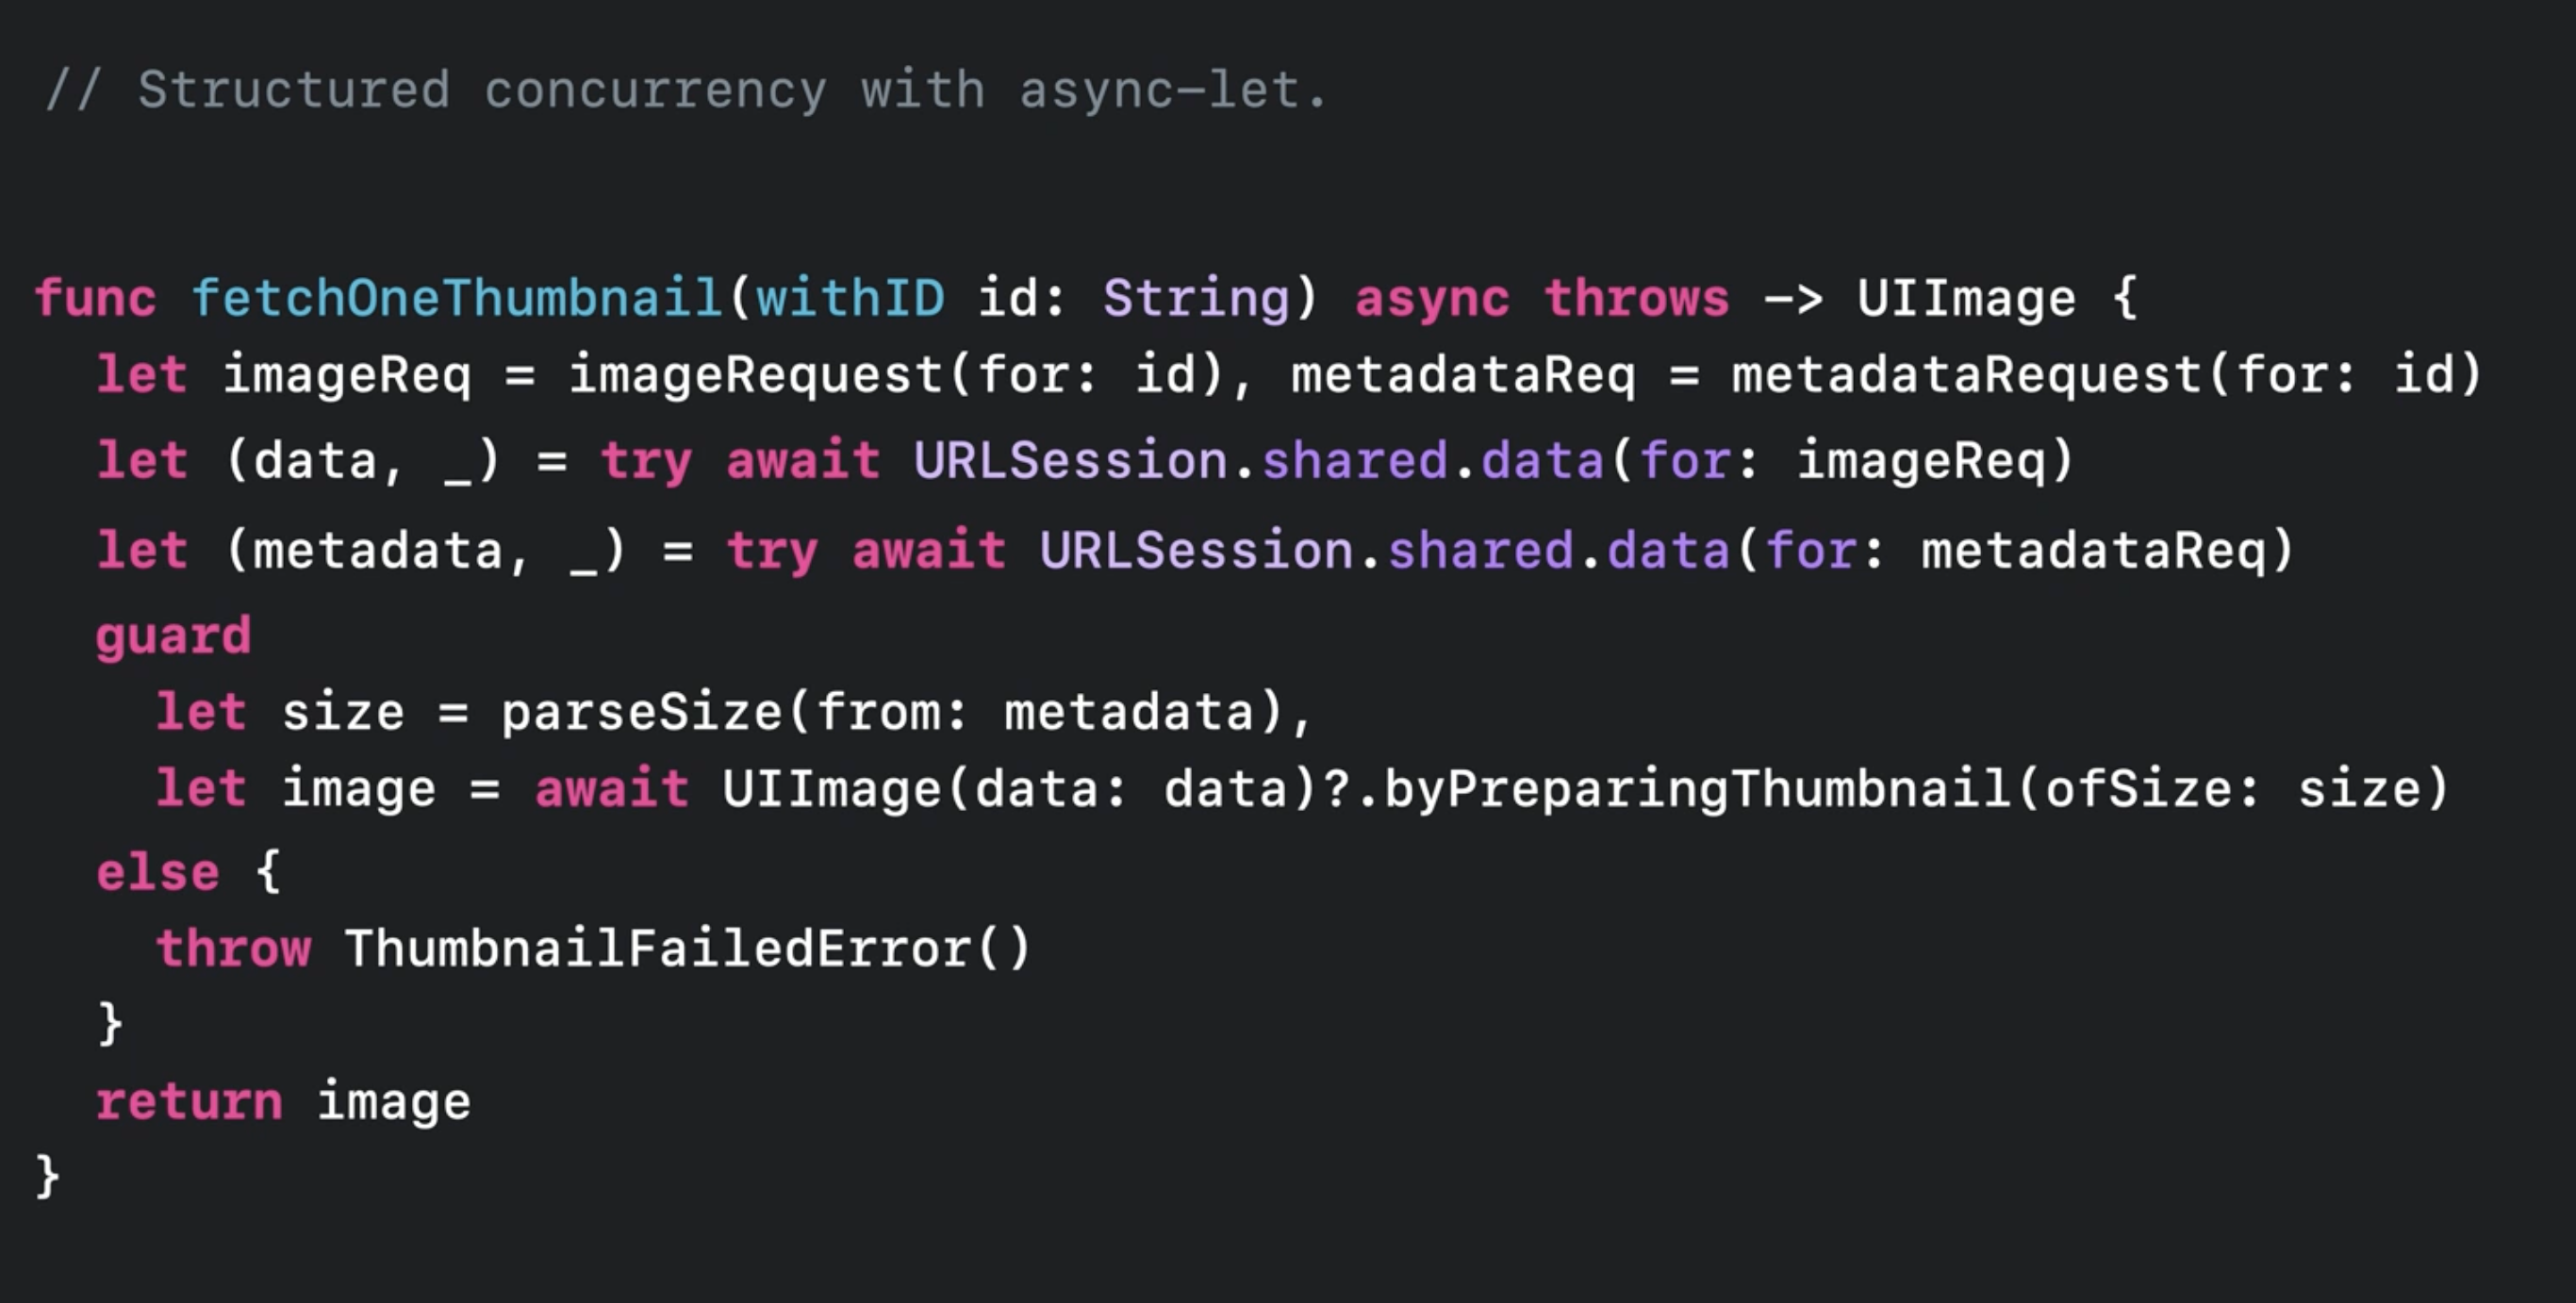 // Structured concurrency with async-let.
func fetchOneThumbnail(withID id: String) async throws -> UIImage {
let imageReq = imageRequest(for: id), metadataReq = metadataRequest(for: id)
let (data, _) = try await URLSession.shared.data(for: imageReq)
let (metadata, _) = try await URLSession.shared.data(for: metadataReq)
guard
let size = parseSize(from: metadata),
let image = await UIImage(data: data)?.byPreparingThumbnail(ofSize: size)
else {
throw ThumbnailFailedError()
}
return image
}